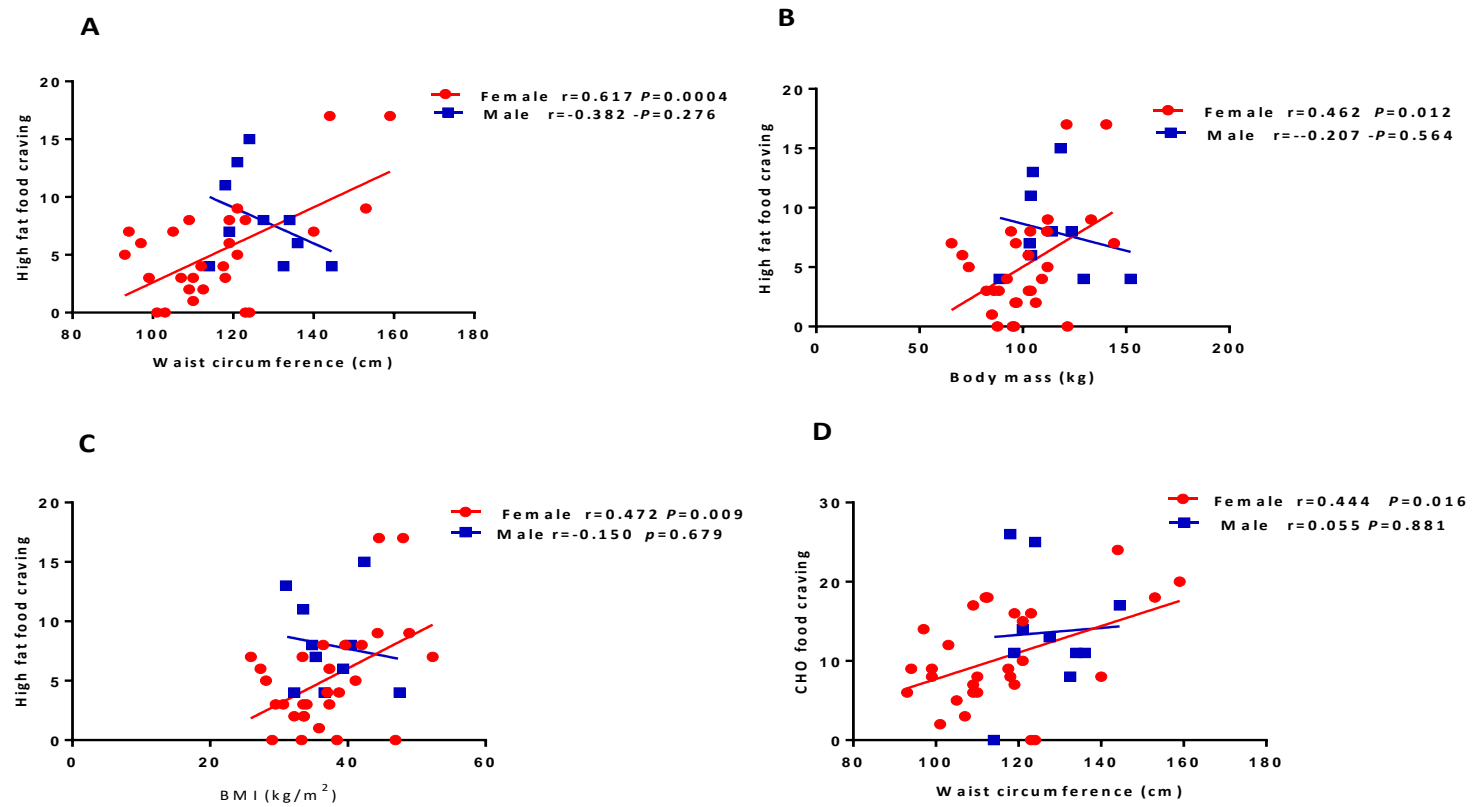 A
High fat food craving
20
15
10
5
0
80 100 120 140 160 180
Waist circumference (cm)
Female r=0.617 P=0.0004
Male r=-0.382 -P=0.276
B
High fat food craving
20
15
10
5
0
0 50 100 150 200
Body mass (kg)
Female r=0.462 P=0.012
Male r=--0.207 -P=0.564
C
High fat food craving
20
15
10
5
0
0 20 40 60
BMI (kg/m²)
Female r=0.472 P=0.009
Male r=-0.150 p=0.679
D
CHO food craving
30
20
10
0
80 100 120 140 160 180
Waist circumference (cm)
Female r=0.444 P=0.016
Male r=0.055 P=0.881